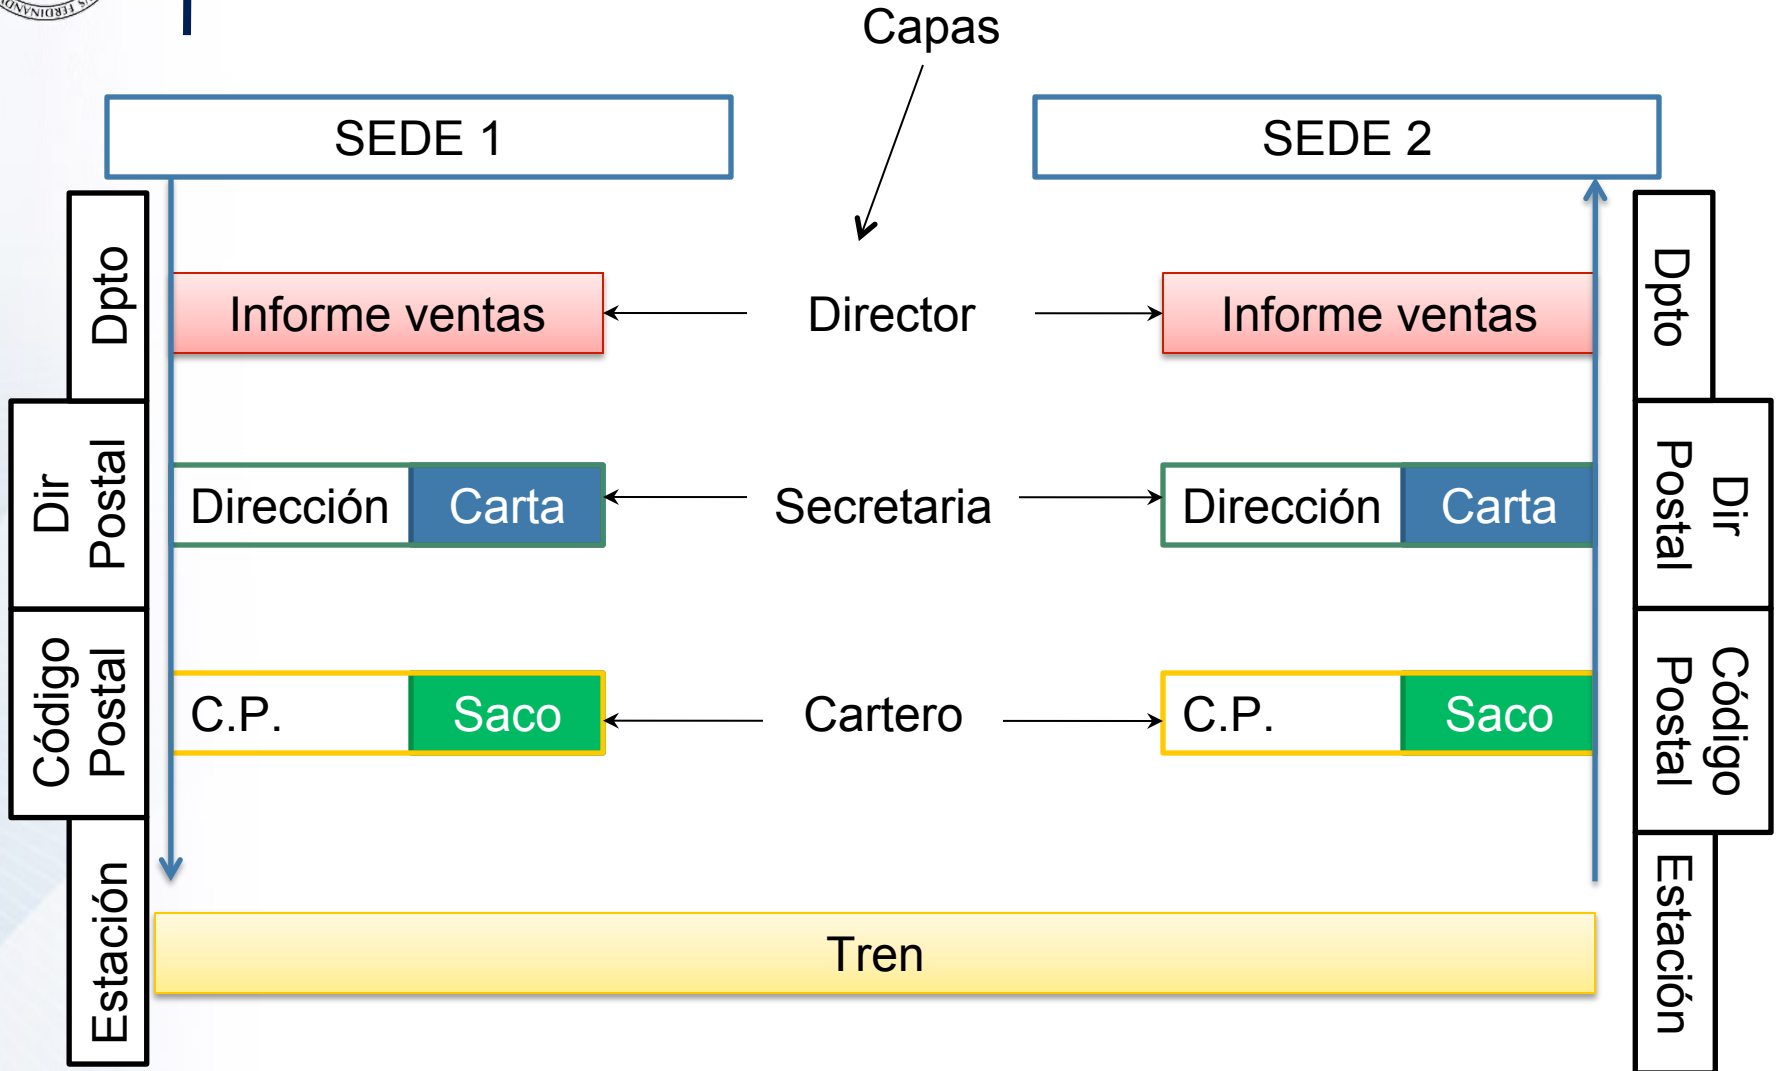 Capas
SEDE 1
SEDE 2
Dpto
Informe ventas
Director
Informe ventas
Dpto
Dir
Postal
Dirección
Carta
Secretaria
Dirección
Carta
Dir
Postal
Código
Postal
C.P.
Saco
Cartero
C.P.
Saco
Código
Postal
Estación
Tren
Estación